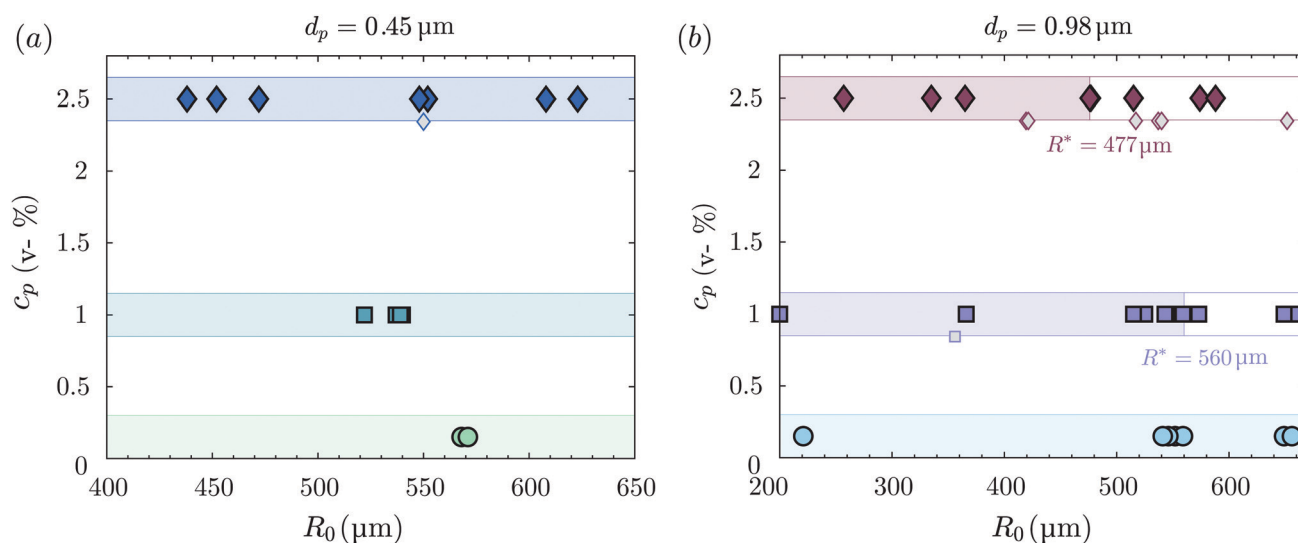 (a)
d_p = 0.45 µm
c_p (v- %)
2.5
2
1.5
1
0.5
0
400 450 500 550 600 650
R_0 (µm)
(b)
d_p = 0.98 µm
c_p (v- %)
2.5
2
1.5
1
0.5
0
R* = 477 µm
R* = 560 µm
200 300 400 500 600
R_0 (µm)